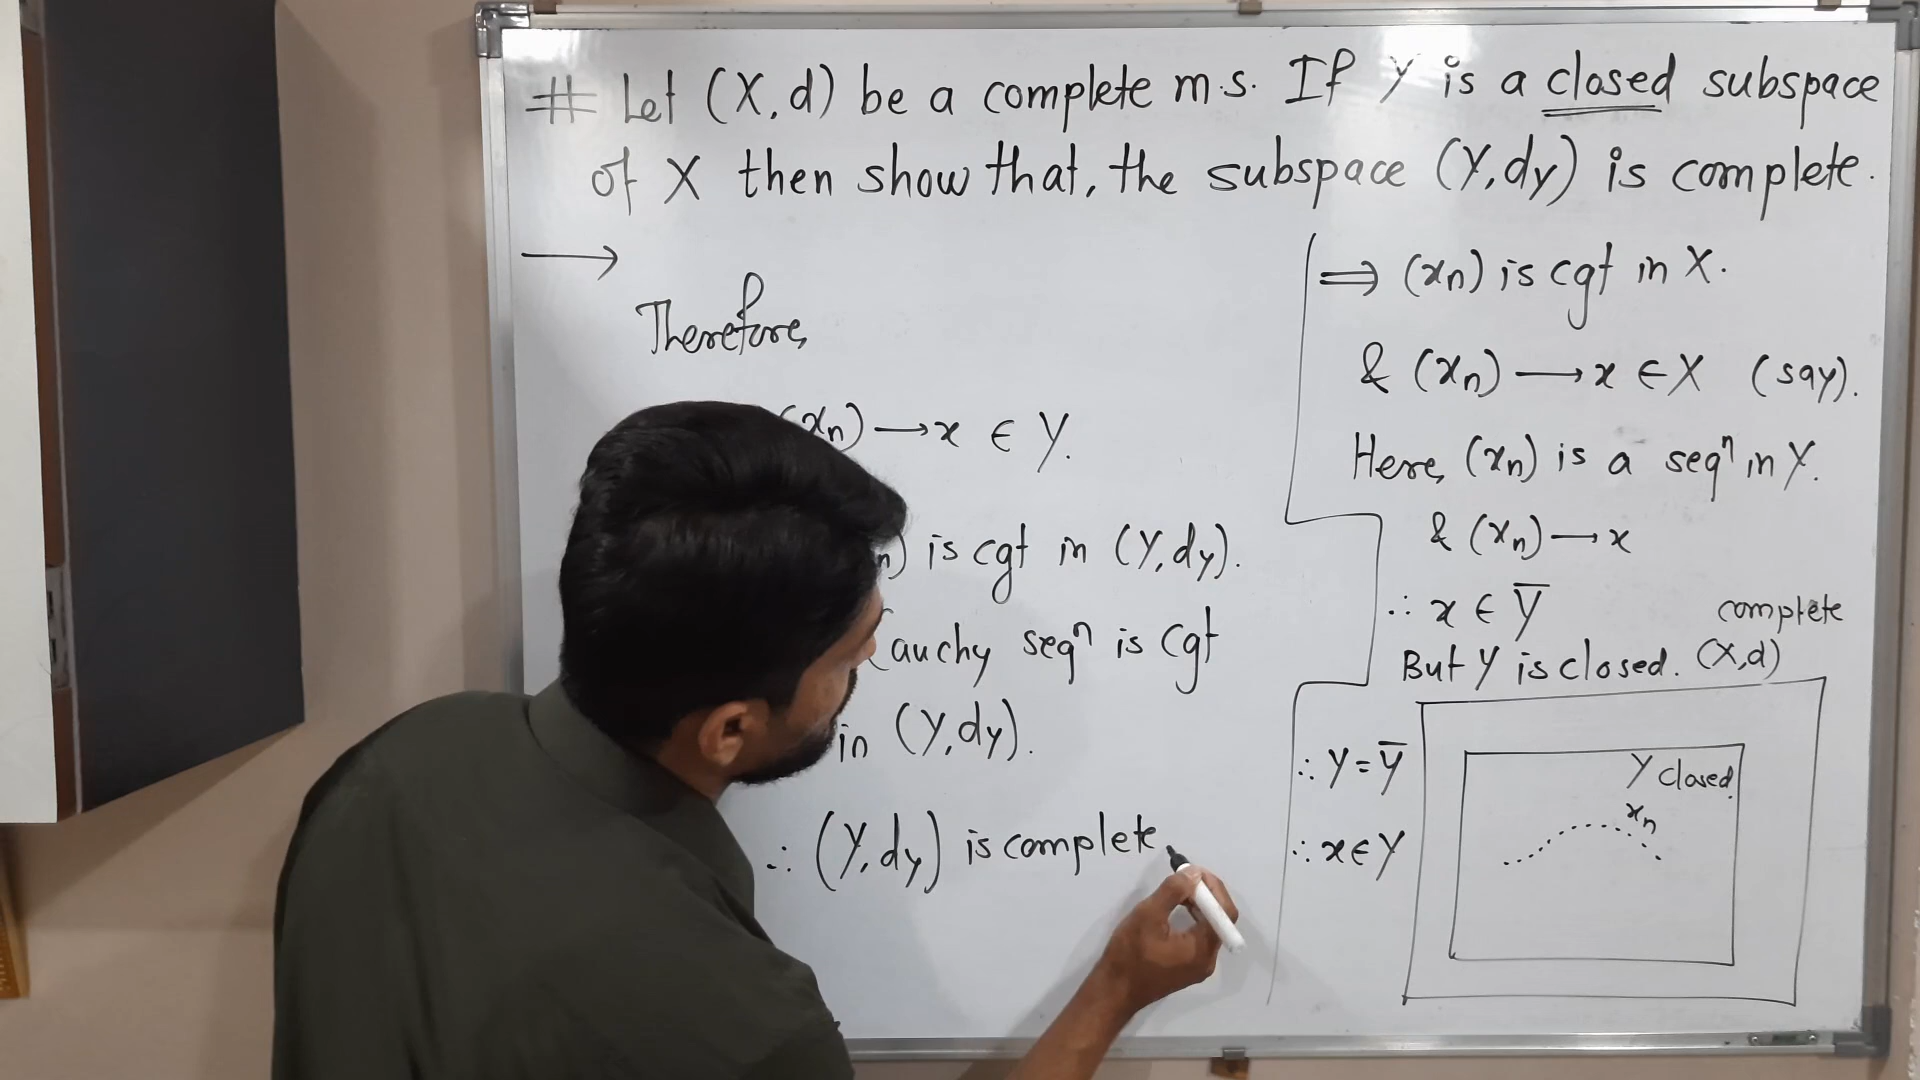 # Let (X, d) be a complete m.s. If Y is a closed subspace
of X then show that, the subspace (Y, dy) is complete.
→
Therefore,
(xn) → x ∈ Y.
n) is cgt in (Y, dy).
Cauchy seqⁿ is cgt
in (Y, dy).
∴ (Y, dy) is complete
⇒ (xn) is cgt in X.
& (xn) → x ∈ X (say).
Here, (xn) is a seqⁿ in Y.
& (xn) → x
∴ x ∈ Y̅
But Y is closed.
∴ Y = Y̅
∴ x ∈ Y
complete
(X, d)
Y closed
xn